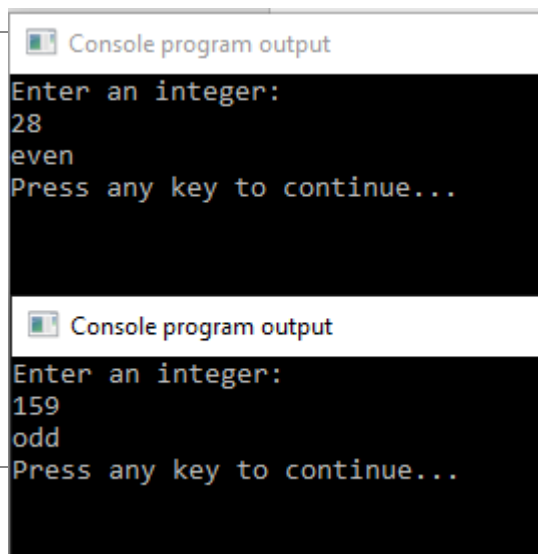 Console program output
Enter an integer:
28
even
Press any key to continue...
Console program output
Enter an integer:
159
odd
Press any key to continue...